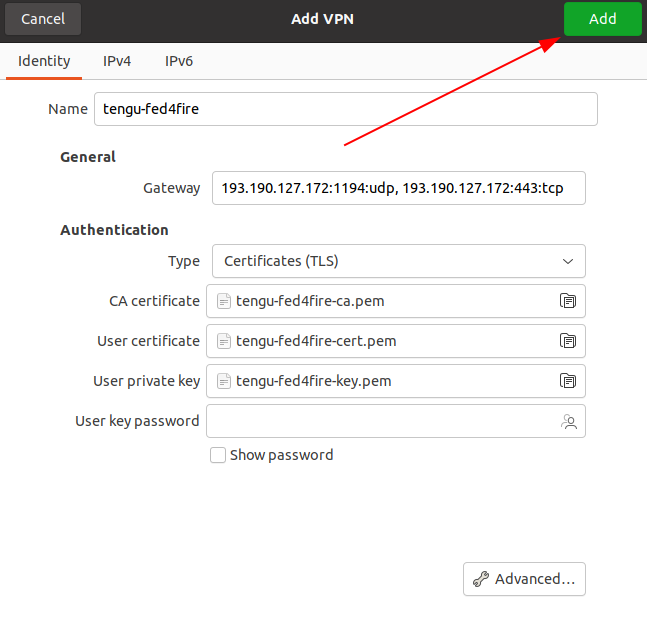 Cancel Add VPN Add
Identity IPv4 IPv6
Name tengu-fed4fire
General
Gateway 193.190.127.172:1194:udp, 193.190.127.172:443:tcp
Authentication
Type Certificates (TLS)
CA certificate tengu-fed4fire-ca.pem
User certificate tengu-fed4fire-cert.pem
User private key tengu-fed4fire-key.pem
User key password
Show password
Advanced...